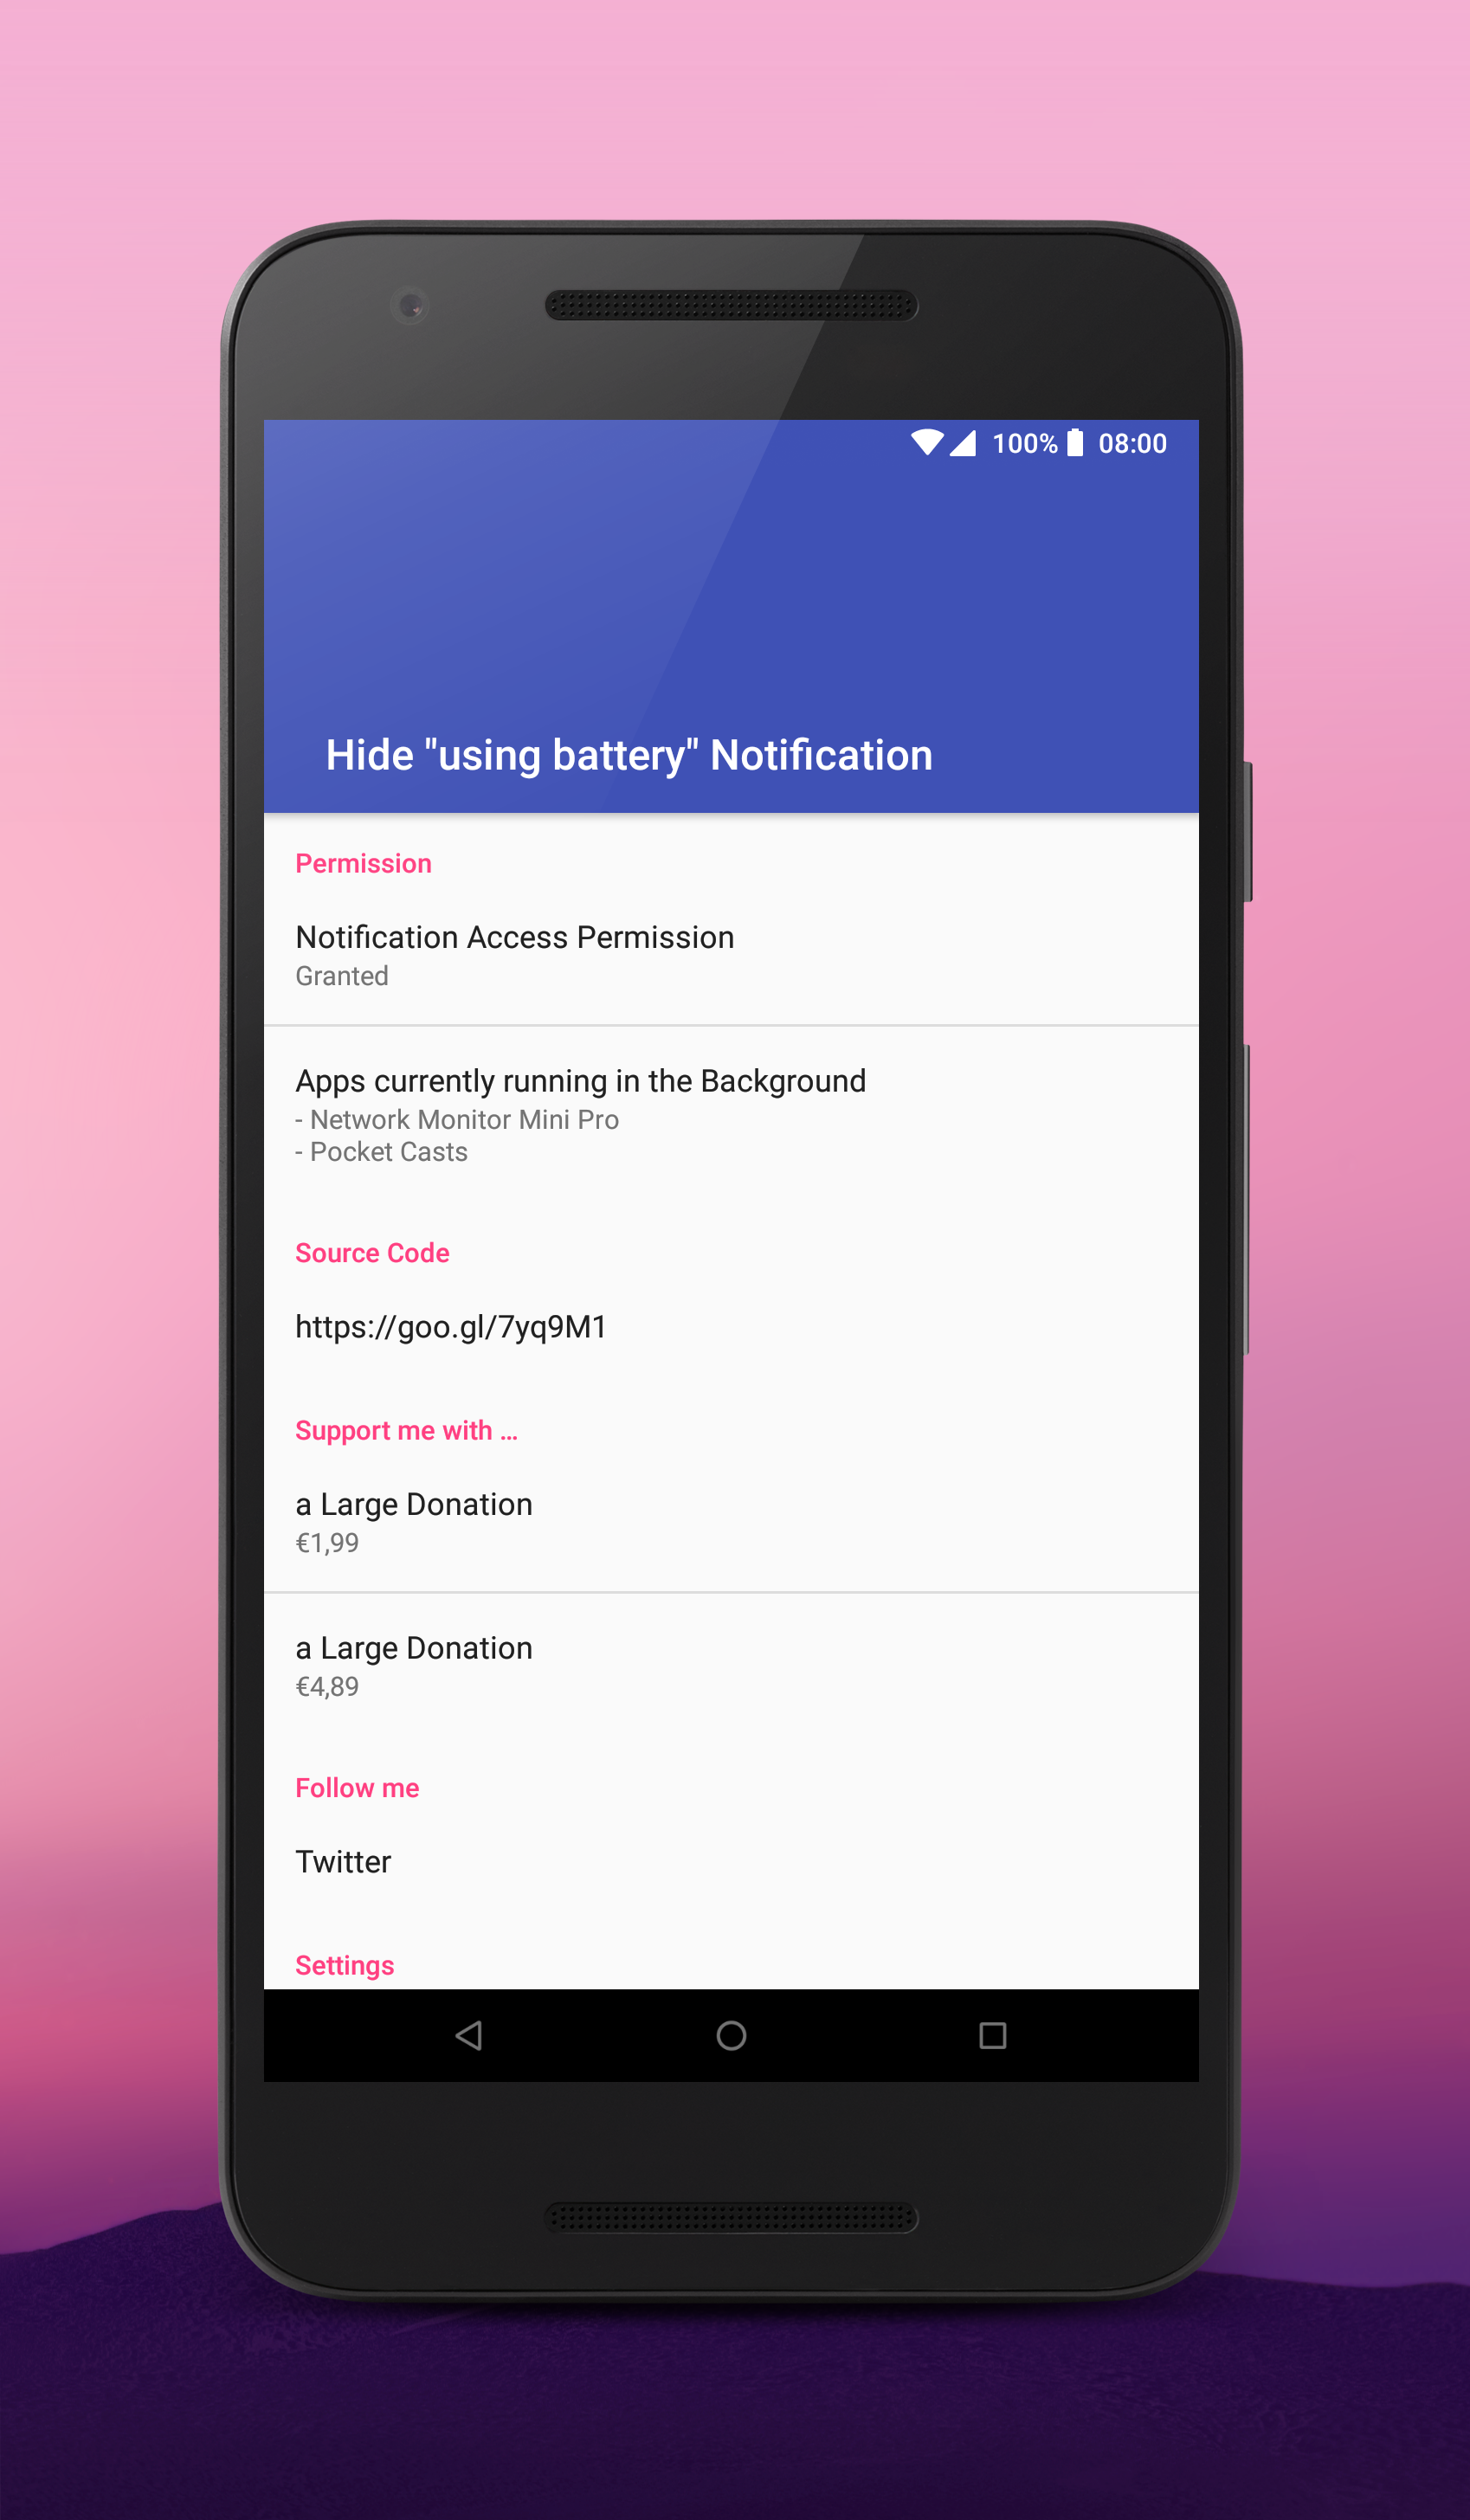 100% 08:00
Hide "using battery" Notification
Permission
Notification Access Permission
Granted
Apps currently running in the Background
- Network Monitor Mini Pro
- Pocket Casts
Source Code
https://goo.gl/7yq9M1
Support me with ...
a Large Donation
€1,99
a Large Donation
€4,89
Follow me
Twitter
Settings